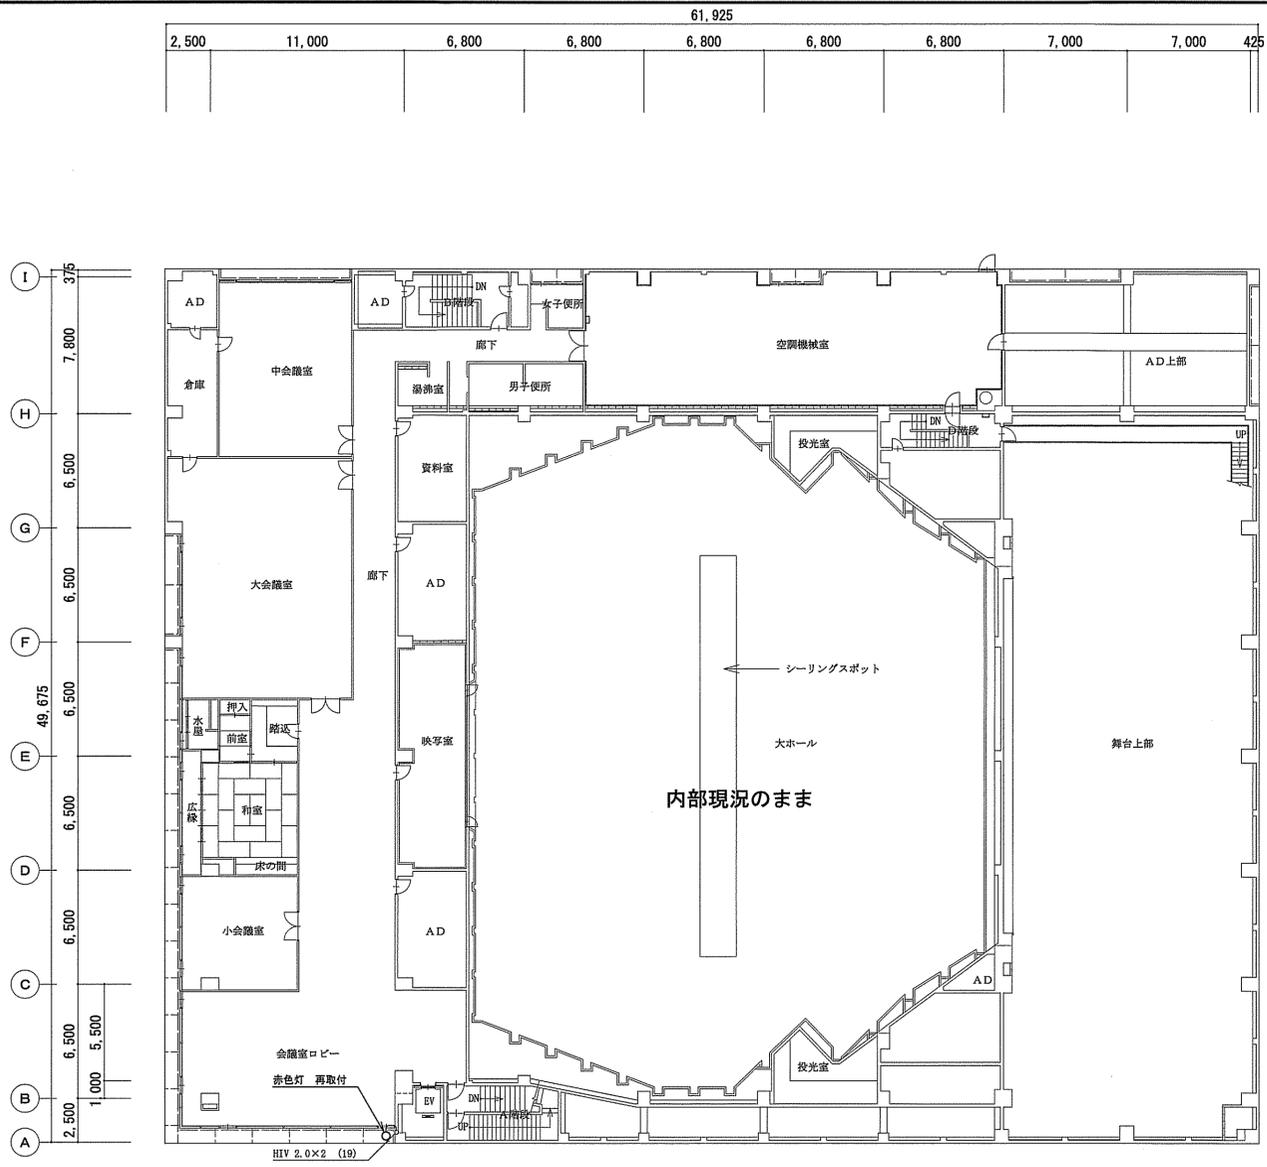 61,925
2,500 11,000 6,800 6,800 6,800 6,800 6,800 7,000 7,000 425
I
375
AD
AD
DN
B階段
女子便所
7,800
廊下
空調機械室
AD上部
中会議室
倉庫
湯沸室
男子便所
H
DN
D階段
投光室
UP
6,500
資料室
G
6,500
大会議室
廊下
AD
F
シーリングスポット
49,675
6,500
押入
水屋
前室
踏込
映写室
大ホール
舞台上部
E
内部現況のまま
6,500
広縁
和室
床の間
D
6,500
小会議室
AD
C
AD
6,500
5,500
会議室ロビー
投光室
赤色灯 再取付
1,000
B
EV
DN
A階段
UP
2,500
A
HIV 2.0×2 (19)